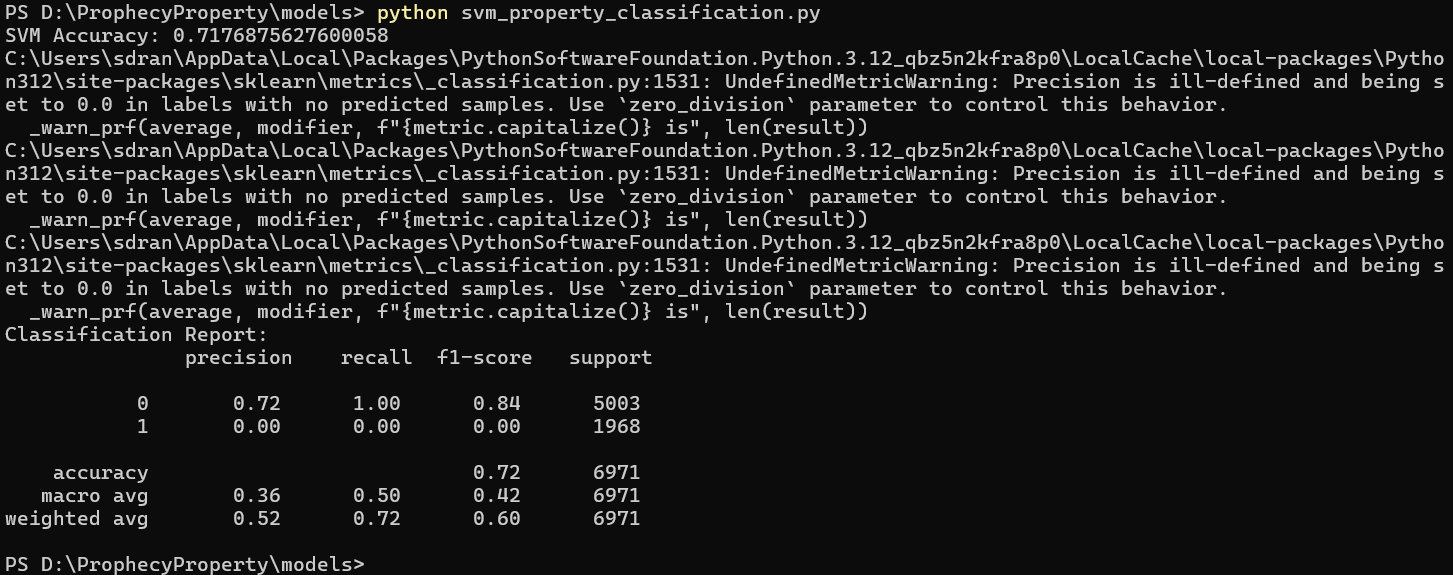 PS D:\ProphecyProperty\models> python svm_property_classification.py
SVM Accuracy: 0.7176875627600058
C:\Users\sdran\AppData\Local\Packages\PythonSoftwareFoundation.Python.3.12_qbz5n2kfra8p0\LocalCache\local-packages\Pytho
n312\site-packages\sklearn\metrics\_classification.py:1531: UndefinedMetricWarning: Precision is ill-defined and being s
et to 0.0 in labels with no predicted samples. Use `zero_division` parameter to control this behavior.
  _warn_prf(average, modifier, f"{metric.capitalize()} is", len(result))
C:\Users\sdran\AppData\Local\Packages\PythonSoftwareFoundation.Python.3.12_qbz5n2kfra8p0\LocalCache\local-packages\Pytho
n312\site-packages\sklearn\metrics\_classification.py:1531: UndefinedMetricWarning: Precision is ill-defined and being s
et to 0.0 in labels with no predicted samples. Use `zero_division` parameter to control this behavior.
  _warn_prf(average, modifier, f"{metric.capitalize()} is", len(result))
C:\Users\sdran\AppData\Local\Packages\PythonSoftwareFoundation.Python.3.12_qbz5n2kfra8p0\LocalCache\local-packages\Pytho
n312\site-packages\sklearn\metrics\_classification.py:1531: UndefinedMetricWarning: Precision is ill-defined and being s
et to 0.0 in labels with no predicted samples. Use `zero_division` parameter to control this behavior.
  _warn_prf(average, modifier, f"{metric.capitalize()} is", len(result))
Classification Report:
               precision    recall  f1-score   support

           0       0.72      1.00      0.84      5003
           1       0.00      0.00      0.00      1968

    accuracy                           0.72      6971
   macro avg       0.36      0.50      0.42      6971
weighted avg       0.52      0.72      0.60      6971

PS D:\ProphecyProperty\models>